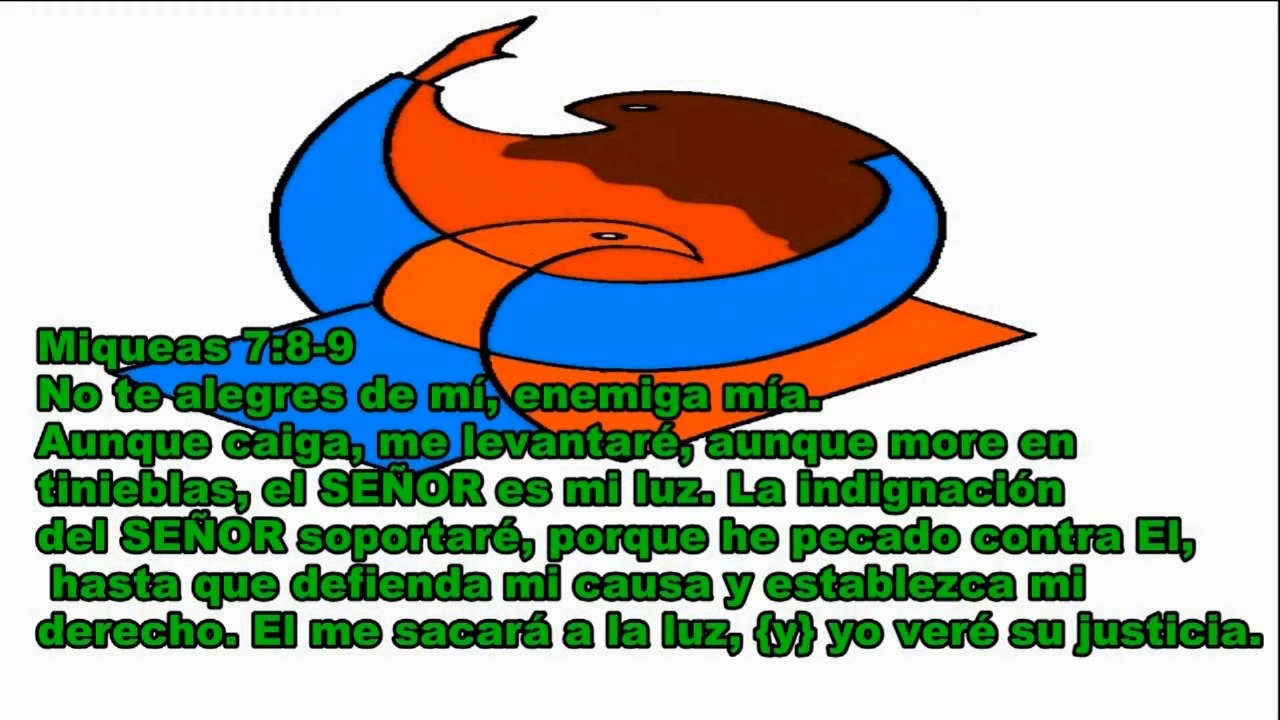 Miqueas 7:8-9
No te alegres de mí, enemiga mía.
Aunque caiga, me levantaré, aunque more en
tinieblas, el SEÑOR es mi luz. La indignación
del SEÑOR soportaré, porque he pecado contra El,
hasta que defienda mi causa y establezca mi
derecho. El me sacará a la luz, {y} yo veré su justicia.